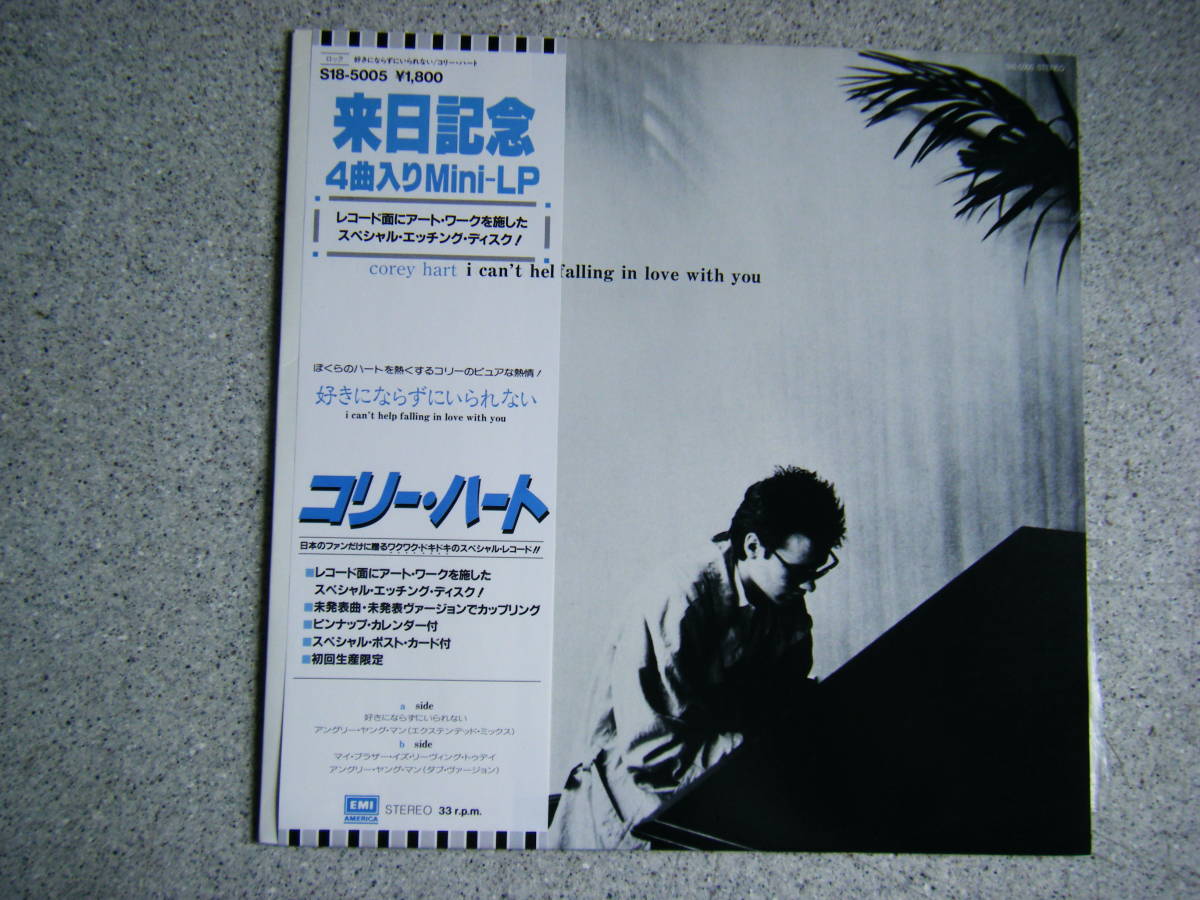 ロック 好きにならずにいられない/コリー・ハート
S18-5005 ¥1,800
来日記念
4曲入りMini-LP
レコード面にアート・ワークを施した
スペシャル・エッチング・ディスク!
corey hart i can't hel falling in love with you
ぼくらのハートを熱くするコリーのピュアな熱情!
好きにならずにいられない
i can't help falling in love with you
コリー・ハート
日本のファンだけに贈るワクワク・ドキドキのスペシャル・レコード!!
■レコード面にアート・ワークを施した
スペシャル・エッチング・ディスク!
■未発表曲・未発表ヴァージョンでカップリング
■ピンナップ・カレンダー付
■スペシャル・ポスト・カード付
■初回生産限定
a side
好きにならずにいられない
アングリー・ヤング・マン(エクステンデッド・ミックス)
b side
マイ・ブラザー・イズ・リーヴィング・トゥデイ
アングリー・ヤング・マン(ダブ・ヴァージョン)
EMI
AMERICA
STEREO 33 r.p.m.
S18-5005 STEREO